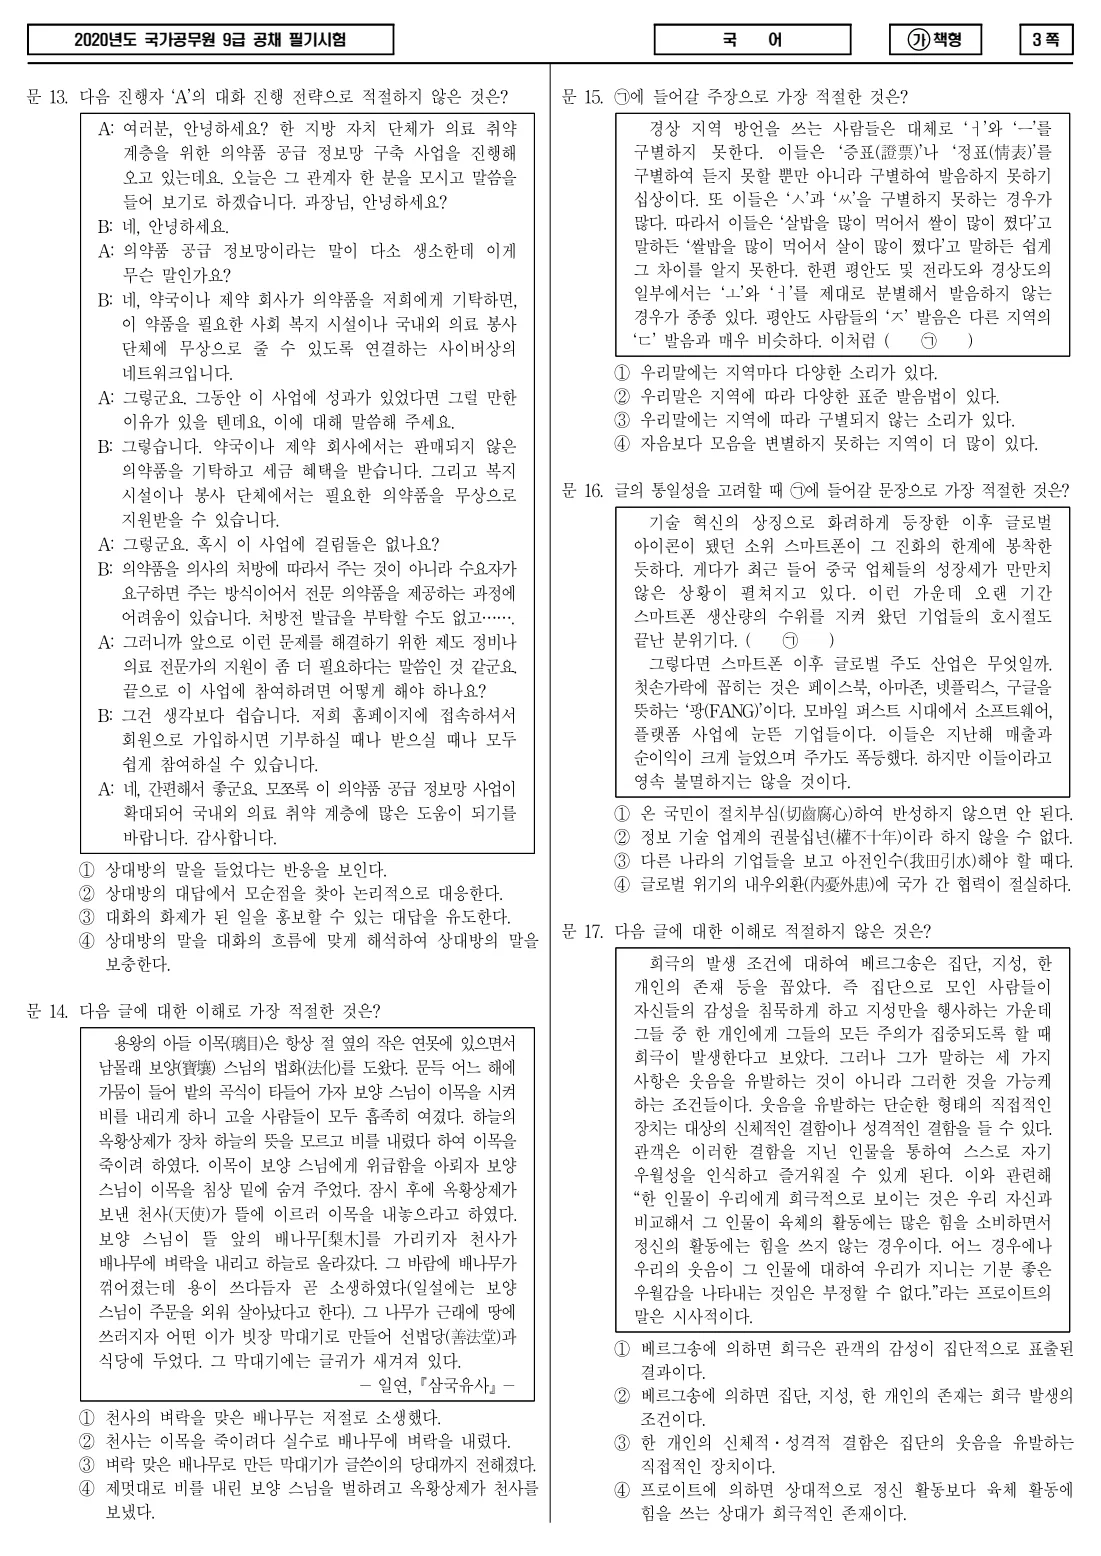 2020년도 국가공무원 9급 공채 필기시험
국 어
㉮ 책형
3 쪽
문 13. 다음 진행자 ‘A’의 대화 진행 전략으로 적절하지 않은 것은?
A: 여러분, 안녕하세요? 한 지방 자치 단체가 의료 취약
계층을 위한 의약품 공급 정보망 구축 사업을 진행해
오고 있는데요. 오늘은 그 관계자 한 분을 모시고 말씀을
들어 보기로 하겠습니다. 과장님, 안녕하세요?
B: 네, 안녕하세요.
A: 의약품 공급 정보망이라는 말이 다소 생소한데 이게
무슨 말인가요?
B: 네, 약국이나 제약 회사가 의약품을 저희에게 기탁하면,
이 약품을 필요한 사회 복지 시설이나 국내외 의료 봉사
단체에 무상으로 줄 수 있도록 연결하는 사이버상의
네트워크입니다.
A: 그렇군요. 그동안 이 사업에 성과가 있었다면 그럴 만한
이유가 있을 텐데요, 이에 대해 말씀해 주세요.
B: 그렇습니다. 약국이나 제약 회사에서는 판매되지 않은
의약품을 기탁하고 세금 혜택을 받습니다. 그리고 복지
시설이나 봉사 단체에서는 필요한 의약품을 무상으로
지원받을 수 있습니다.
A: 그렇군요. 혹시 이 사업에 걸림돌은 없나요?
B: 의약품을 의사의 처방에 따라서 주는 것이 아니라 수요자가
요구하면 주는 방식이어서 전문 의약품을 제공하는 과정에
어려움이 있습니다. 처방전 발급을 부탁할 수도 없고…….
A: 그러니까 앞으로 이런 문제를 해결하기 위한 제도 정비나
의료 전문가의 지원이 좀 더 필요하다는 말씀인 것 같군요.
끝으로 이 사업에 참여하려면 어떻게 해야 하나요?
B: 그건 생각보다 쉽습니다. 저희 홈페이지에 접속하셔서
회원으로 가입하시면 기부하실 때나 받으실 때나 모두
쉽게 참여하실 수 있습니다.
A: 네, 간편해서 좋군요. 모쪼록 이 의약품 공급 정보망 사업이
확대되어 국내외 의료 취약 계층에 많은 도움이 되기를
바랍니다. 감사합니다.
① 상대방의 말을 들었다는 반응을 보인다.
② 상대방의 대답에서 모순점을 찾아 논리적으로 대응한다.
③ 대화의 화제가 된 일을 홍보할 수 있는 대답을 유도한다.
④ 상대방의 말을 대화의 흐름에 맞게 해석하여 상대방의 말을
보충한다.
문 14. 다음 글에 대한 이해로 가장 적절한 것은?
용왕의 아들 이목(璃目)은 항상 절 옆의 작은 연못에 있으면서
남몰래 보양(寶壤) 스님의 법화(法化)를 도왔다. 문득 어느 해에
가뭄이 들어 밭의 곡식이 타들어 가자 보양 스님이 이목을 시켜
비를 내리게 하니 고을 사람들이 모두 흡족히 여겼다. 하늘의
옥황상제가 장차 하늘의 뜻을 모르고 비를 내렸다 하여 이목을
죽이려 하였다. 이목이 보양 스님에게 위급함을 아뢰자 보양
스님이 이목을 침상 밑에 숨겨 주었다. 잠시 후에 옥황상제가
보낸 천사(天使)가 뜰에 이르러 이목을 내놓으라고 하였다.
보양 스님이 뜰 앞의 배나무[梨木]를 가리키자 천사가
배나무에 벼락을 내리고 하늘로 올라갔다. 그 바람에 배나무가
꺾어졌는데 용이 쓰다듬자 곧 소생하였다(일설에는 보양
스님이 주문을 외워 살아났다고 한다). 그 나무가 근래에 땅에
쓰러지자 어떤 이가 빗장 막대기로 만들어 선법당(善法堂)과
식당에 두었다. 그 막대기에는 글귀가 새겨져 있다.
－ 일연, 『삼국유사』 －
① 천사의 벼락을 맞은 배나무는 저절로 소생했다.
② 천사는 이목을 죽이려다 실수로 배나무에 벼락을 내렸다.
③ 벼락 맞은 배나무로 만든 막대기가 글쓴이의 당대까지 전해졌다.
④ 제멋대로 비를 내린 보양 스님을 벌하려고 옥황상제가 천사를
보냈다.
문 15. ㉠에 들어갈 주장으로 가장 적절한 것은?
경상 지역 방언을 쓰는 사람들은 대체로 ‘ㅓ’와 ‘ㅡ’를
구별하지 못한다. 이들은 ‘증표(證票)’나 ‘정표(情表)’를
구별하여 듣지 못할 뿐만 아니라 구별하여 발음하지 못하기
십상이다. 또 이들은 ‘ㅅ’과 ‘ㅆ’을 구별하지 못하는 경우가
많다. 따라서 이들은 ‘살밥을 많이 먹어서 쌀이 많이 쪘다’고
말하든 ‘쌀밥을 많이 먹어서 살이 많이 쪘다’고 말하든 쉽게
그 차이를 알지 못한다. 한편 평안도 및 전라도와 경상도의
일부에서는 ‘ㅗ’와 ‘ㅓ’를 제대로 분별해서 발음하지 않는
경우가 종종 있다. 평안도 사람들의 ‘ㅈ’ 발음은 다른 지역의
‘ㄷ’ 발음과 매우 비슷하다. 이처럼 ( ㉠ )
① 우리말에는 지역마다 다양한 소리가 있다.
② 우리말은 지역에 따라 다양한 표준 발음법이 있다.
③ 우리말에는 지역에 따라 구별되지 않는 소리가 있다.
④ 자음보다 모음을 변별하지 못하는 지역이 더 많이 있다.
문 16. 글의 통일성을 고려할 때 ㉠에 들어갈 문장으로 가장 적절한 것은?
기술 혁신의 상징으로 화려하게 등장한 이후 글로벌
아이콘이 됐던 소위 스마트폰이 그 진화의 한계에 봉착한
듯하다. 게다가 최근 들어 중국 업체들의 성장세가 만만치
않은 상황이 펼쳐지고 있다. 이런 가운데 오랜 기간
스마트폰 생산량의 수위를 지켜 왔던 기업들의 호시절도
끝난 분위기다. ( ㉠ )
그렇다면 스마트폰 이후 글로벌 주도 산업은 무엇일까.
첫손가락에 꼽히는 것은 페이스북, 아마존, 넷플릭스, 구글을
뜻하는 ‘팡(FANG)’이다. 모바일 퍼스트 시대에서 소프트웨어,
플랫폼 사업에 눈뜬 기업들이다. 이들은 지난해 매출과
순이익이 크게 늘었으며 주가도 폭등했다. 하지만 이들이라고
영속 불멸하지는 않을 것이다.
① 온 국민이 절치부심(切齒腐心)하여 반성하지 않으면 안 된다.
② 정보 기술 업계의 권불십년(權不十年)이라 하지 않을 수 없다.
③ 다른 나라의 기업들을 보고 아전인수(我田引水)해야 할 때다.
④ 글로벌 위기의 내우외환(內憂外患)에 국가 간 협력이 절실하다.
문 17. 다음 글에 대한 이해로 적절하지 않은 것은?
희극의 발생 조건에 대하여 베르그송은 집단, 지성, 한
개인의 존재 등을 꼽았다. 즉 집단으로 모인 사람들이
자신들의 감성을 침묵하게 하고 지성만을 행사하는 가운데
그들 중 한 개인에게 그들의 모든 주의가 집중되도록 할 때
희극이 발생한다고 보았다. 그러나 그가 말하는 세 가지
사항은 웃음을 유발하는 것이 아니라 그러한 것을 가능케
하는 조건들이다. 웃음을 유발하는 단순한 형태의 직접적인
장치는 대상의 신체적인 결함이나 성격적인 결함을 들 수 있다.
관객은 이러한 결함을 지닌 인물을 통하여 스스로 자기
우월성을 인식하고 즐거워질 수 있게 된다. 이와 관련해
“한 인물이 우리에게 희극적으로 보이는 것은 우리 자신과
비교해서 그 인물이 육체의 활동에는 많은 힘을 소비하면서
정신의 활동에는 힘을 쓰지 않는 경우이다. 어느 경우에나
우리의 웃음이 그 인물에 대하여 우리가 지니는 기분 좋은
우월감을 나타내는 것임은 부정할 수 없다.”라는 프로이트의
말은 시사적이다.
① 베르그송에 의하면 희극은 관객의 감성이 집단적으로 표출된
결과이다.
② 베르그송에 의하면 집단, 지성, 한 개인의 존재는 희극 발생의
조건이다.
③ 한 개인의 신체적·성격적 결함은 집단의 웃음을 유발하는
직접적인 장치이다.
④ 프로이트에 의하면 상대적으로 정신 활동보다 육체 활동에
힘을 쓰는 상대가 희극적인 존재이다.